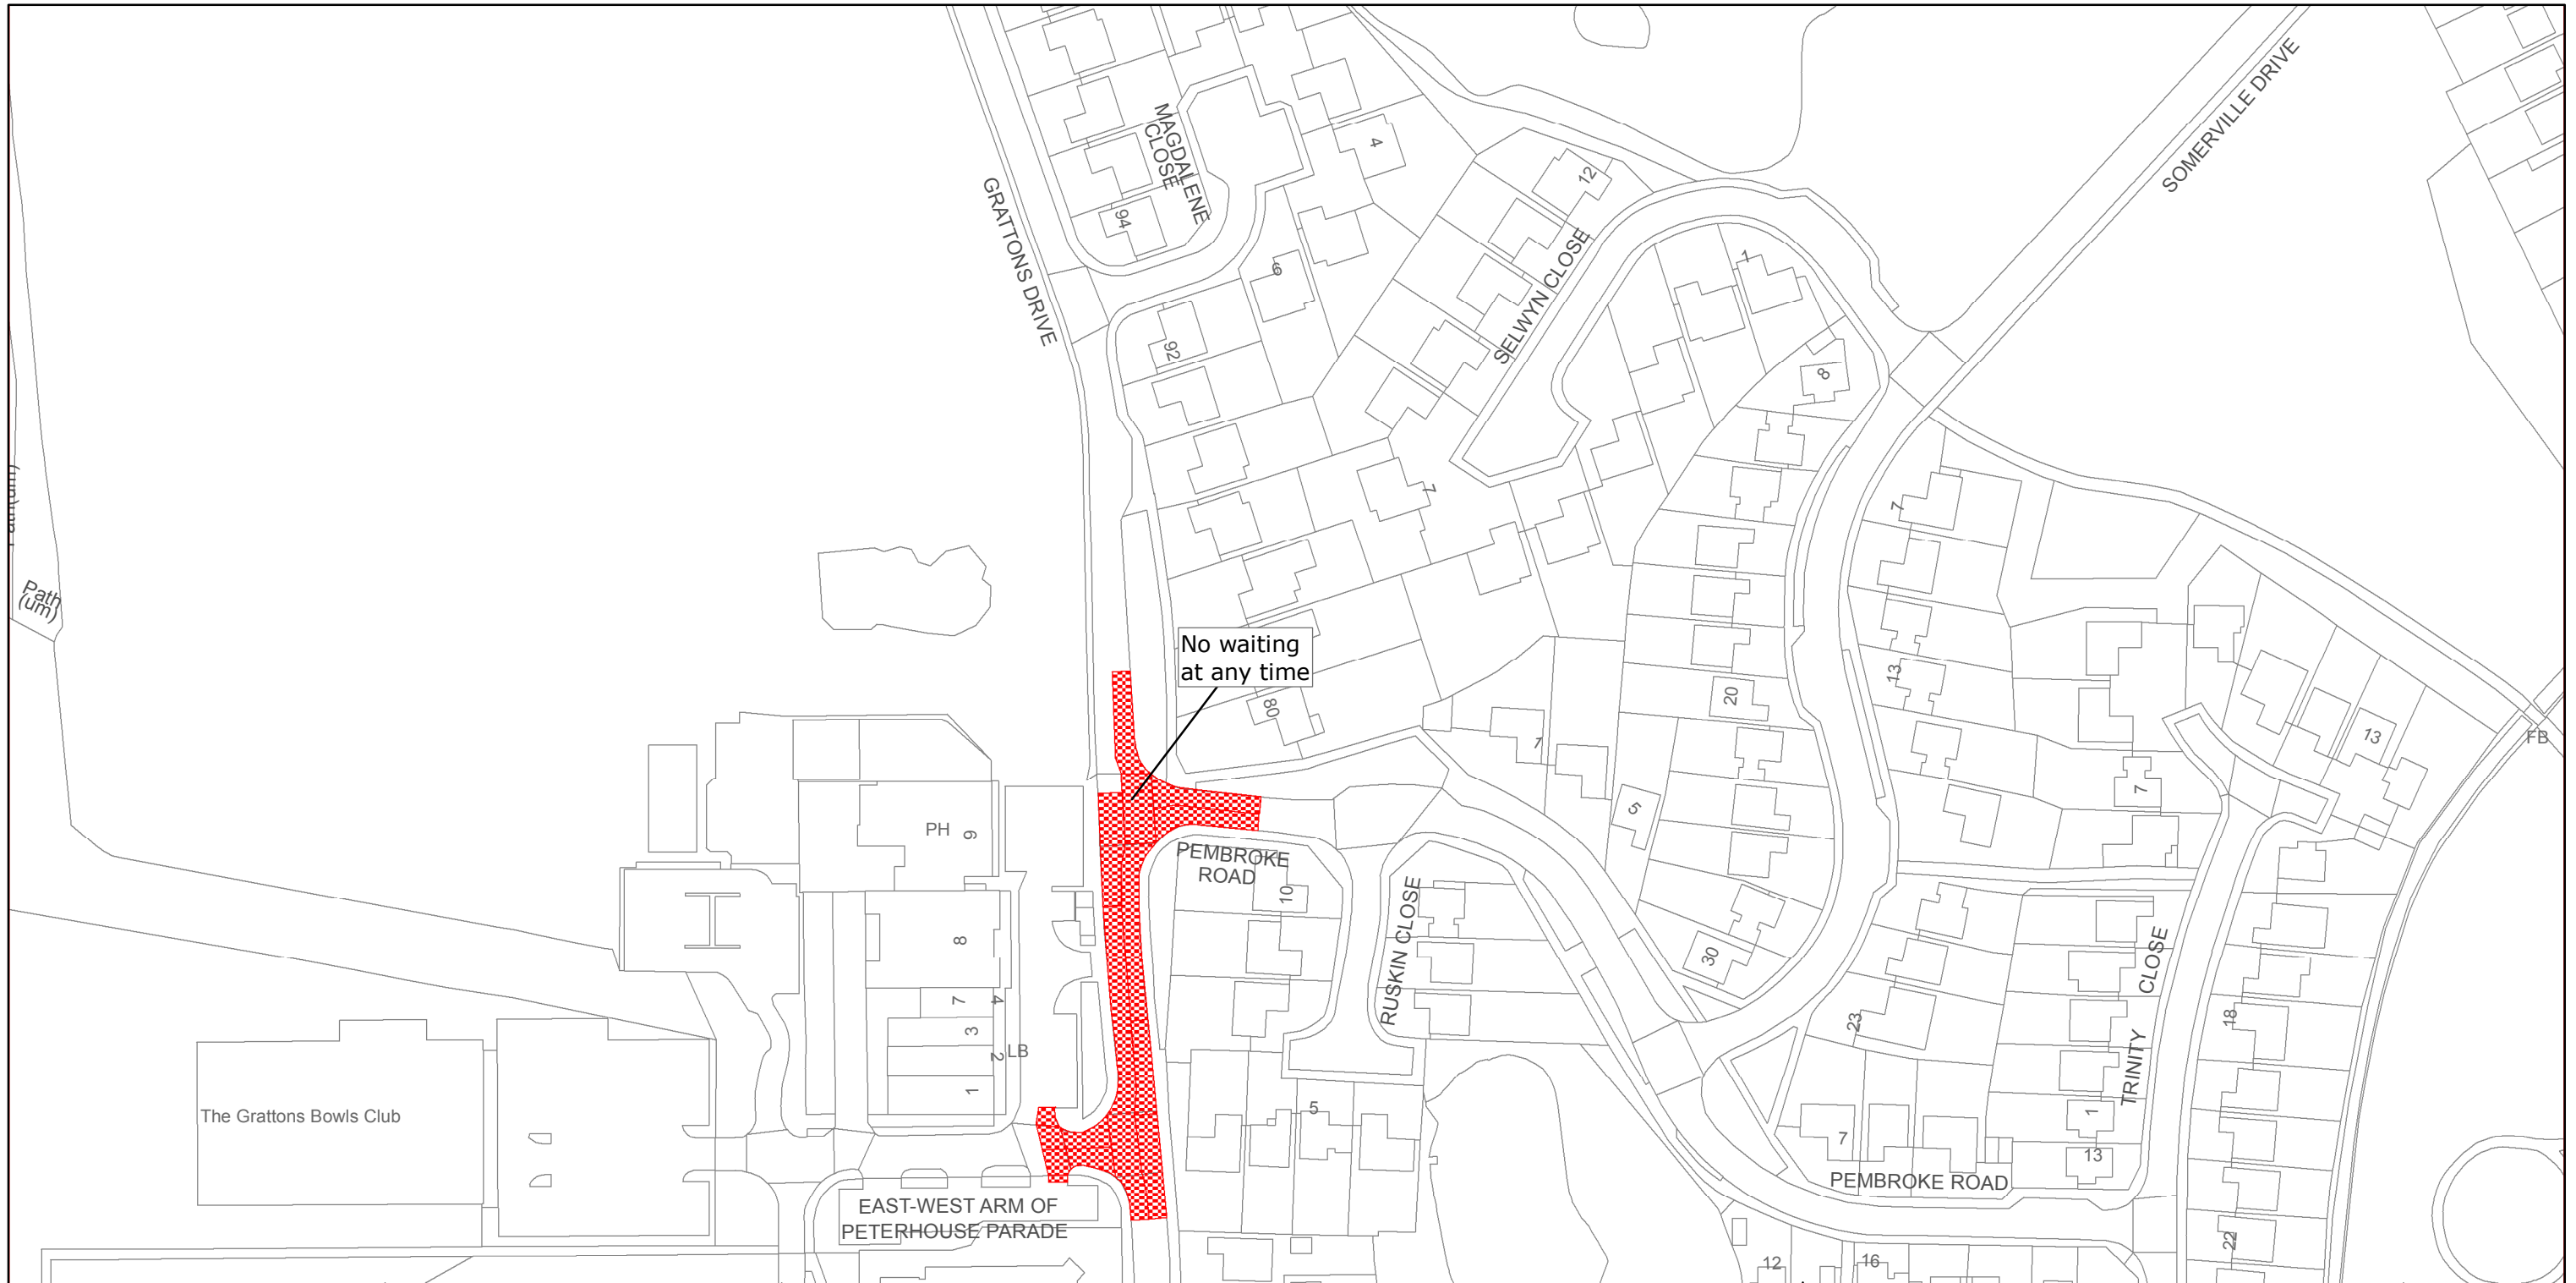 MAGDALENE
CLOSE
GRATTONS DRIVE
SOMERVILLE DRIVE
SELWYN CLOSE
4
12
94
6
1
92
8
7
7
Path
(um)
No waiting
at any time
80
13
20
1
13
FB
7
5
PH
9
PEMBROKE
ROAD
10
RUSKIN CLOSE
8
30
CLOSE
7
4
3
2
LB
1
23
18
TRINITY
The Grattons Bowls Club
5
1
7
13
PEMBROKE ROAD
EAST-WEST ARM OF
PETERHOUSE PARADE
22
12
16